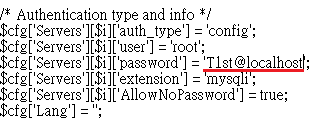 /* Authentication type and info */
$cfg['Servers'][$i]['auth_type'] = 'config';
$cfg['Servers'][$i]['user'] = 'root';
$cfg['Servers'][$i]['password'] = 'T1st@localhost';
$cfg['Servers'][$i]['extension'] = 'mysqli';
$cfg['Servers'][$i]['AllowNoPassword'] = true;
$cfg['Lang'] = '';